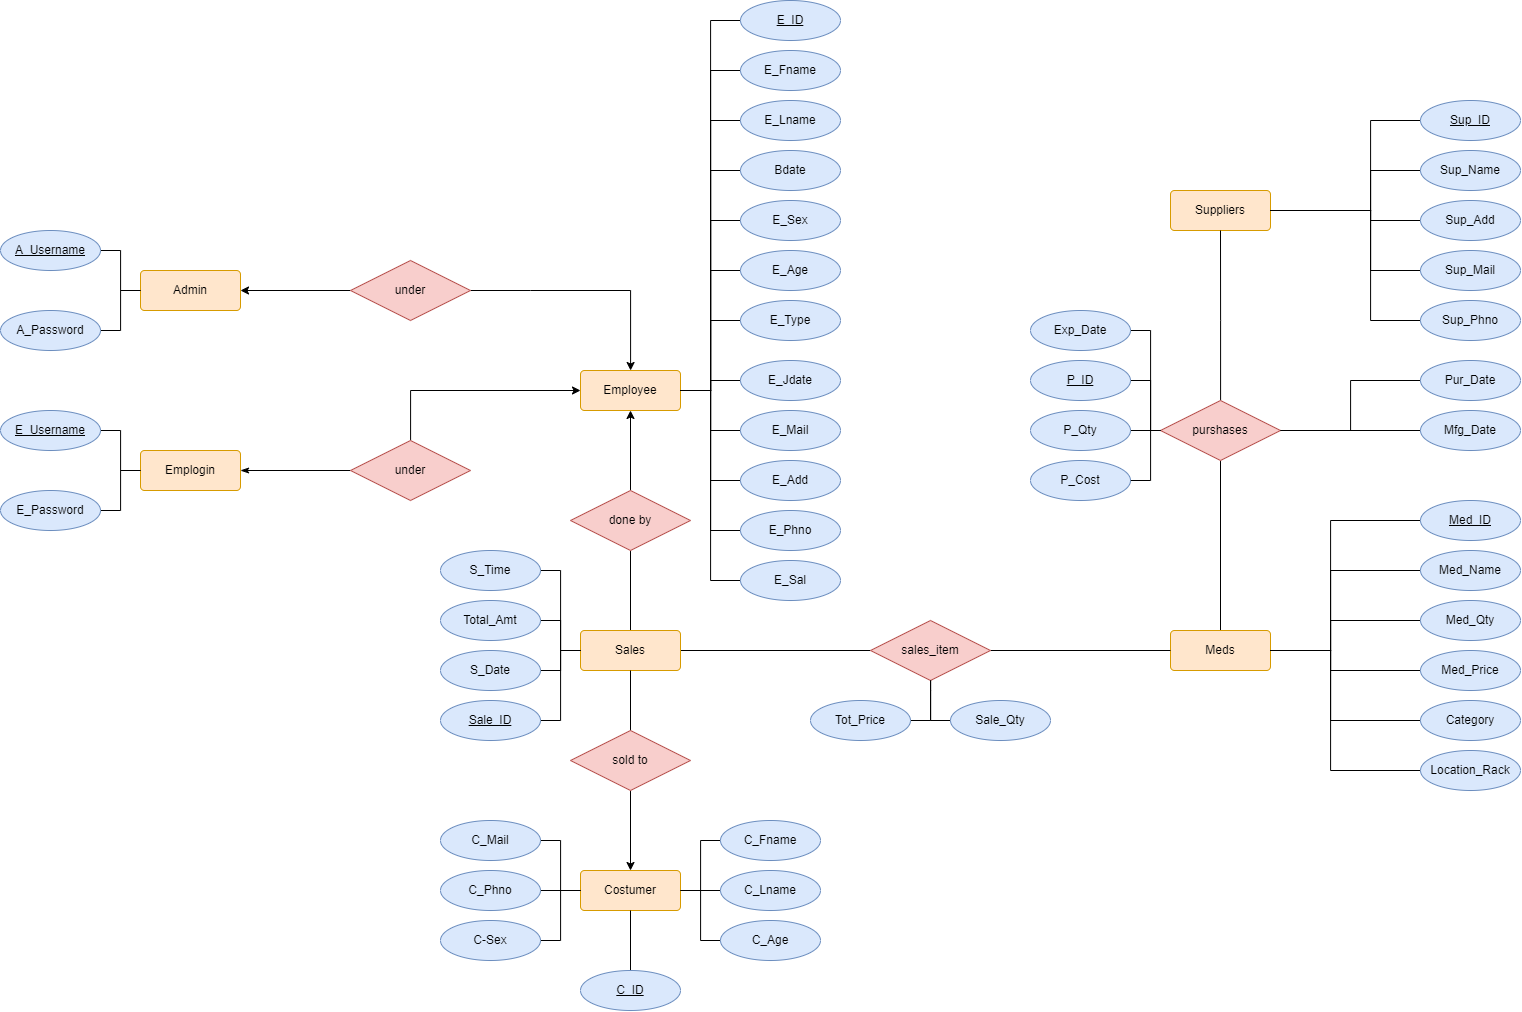 E_ID
E_Fname
E_Lname
Bdate
E_Sex
E_Age
E_Type
E_Jdate
E_Mail
E_Add
E_Phno
E_Sal
A_Username
A_Password
Admin
under
Employee
E_Username
E_Password
Emplogin
under
done by
S_Time
Total_Amt
S_Date
Sale_ID
Sales
sold to
C_Mail
C_Phno
C-Sex
Costumer
C_Fname
C_Lname
C_Age
C_ID
sales_item
Tot_Price
Sale_Qty
Suppliers
Sup_ID
Sup_Name
Sup_Add
Sup_Mail
Sup_Phno
Exp_Date
P_ID
P_Qty
P_Cost
purshases
Pur_Date
Mfg_Date
Meds
Med_ID
Med_Name
Med_Qty
Med_Price
Category
Location_Rack